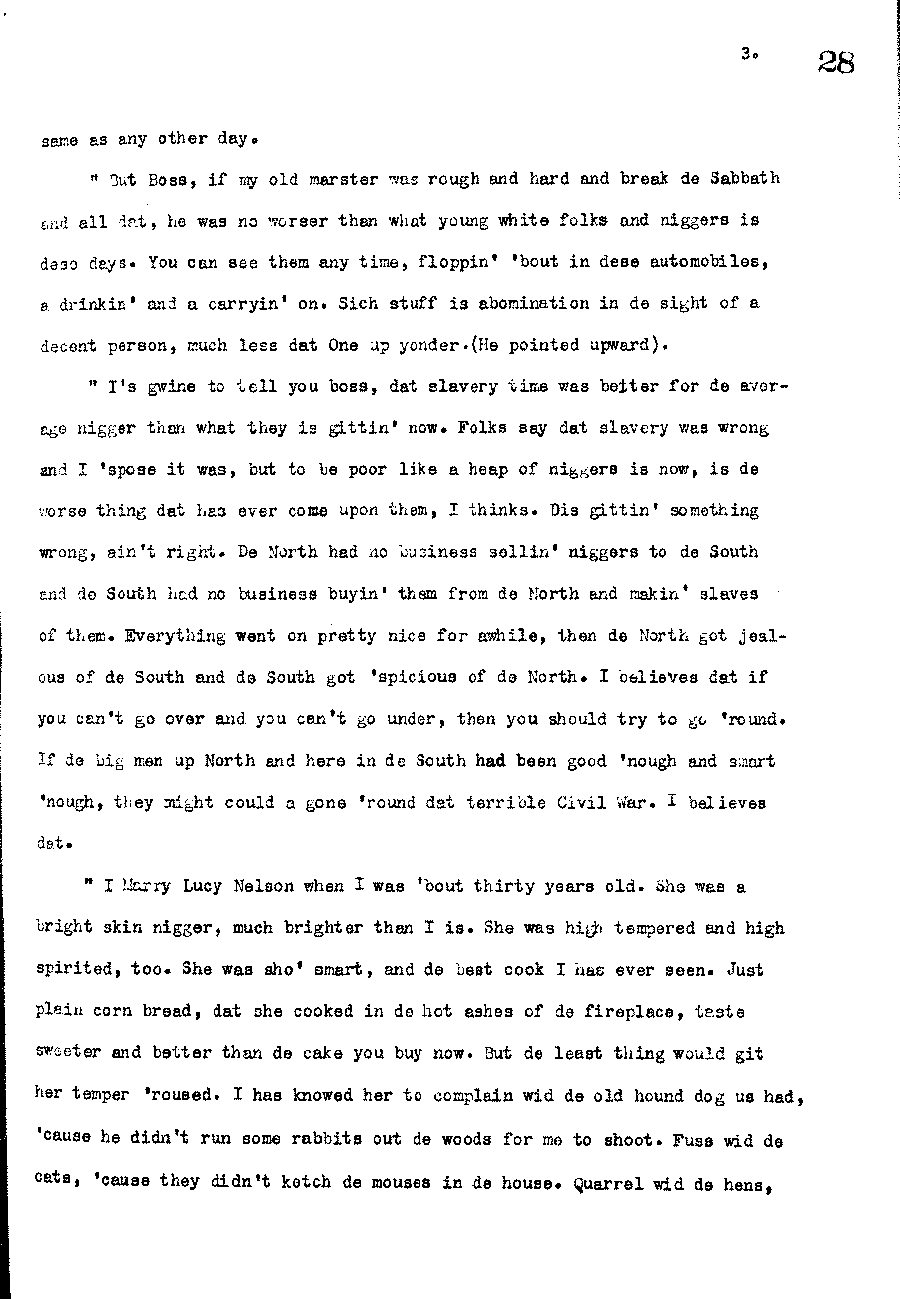 3.
28
same as any other day.
" But Boss, if my old marster was rough and hard and break de Sabbath
and all dat, he was no worser than what young white folks and niggers is
dese days. You can see them any time, floppin' 'bout in dese automobiles,
a drinkin' and a carryin' on. Sich stuff is abomination in de sight of a
decent person, much less dat One up yonder.(He pointed upward).
" I's gwine to tell you boss, dat slavery time was better for de aver-
age nigger than what they is gittin' now. Folks say dat slavery was wrong
and I 'spose it was, but to be poor like a heap of niggers is now, is de
worse thing dat has ever come upon them, I thinks. Dis gittin' something
wrong, ain't right. De North had no business sellin' niggers to de South
and de South had no business buyin' them from de North and makin' slaves
of them. Everything went on pretty nice for awhile, then de North got jeal-
ous of de South and de South got 'spicious of de North. I believes dat if
you can't go over and you can't go under, then you should try to go 'round.
If de big men up North and here in de South had been good 'nough and smart
'nough, they might could a gone 'round dat terrible Civil War. I believes
dat.
" I Marry Lucy Nelson when I was 'bout thirty years old. She was a
bright skin nigger, much brighter than I is. She was high tempered and high
spirited, too. She was sho' smart, and de best cook I has ever seen. Just
plain corn bread, dat she cooked in de hot ashes of de fireplace, taste
sweeter and better than de cake you buy now. But de least thing would git
her temper 'roused. I has knowed her to complain wid de old hound dog us had,
'cause he didn't run some rabbits out de woods for me to shoot. Fuss wid de
cats, 'cause they didn't ketch de mouses in de house. Quarrel wid de hens,